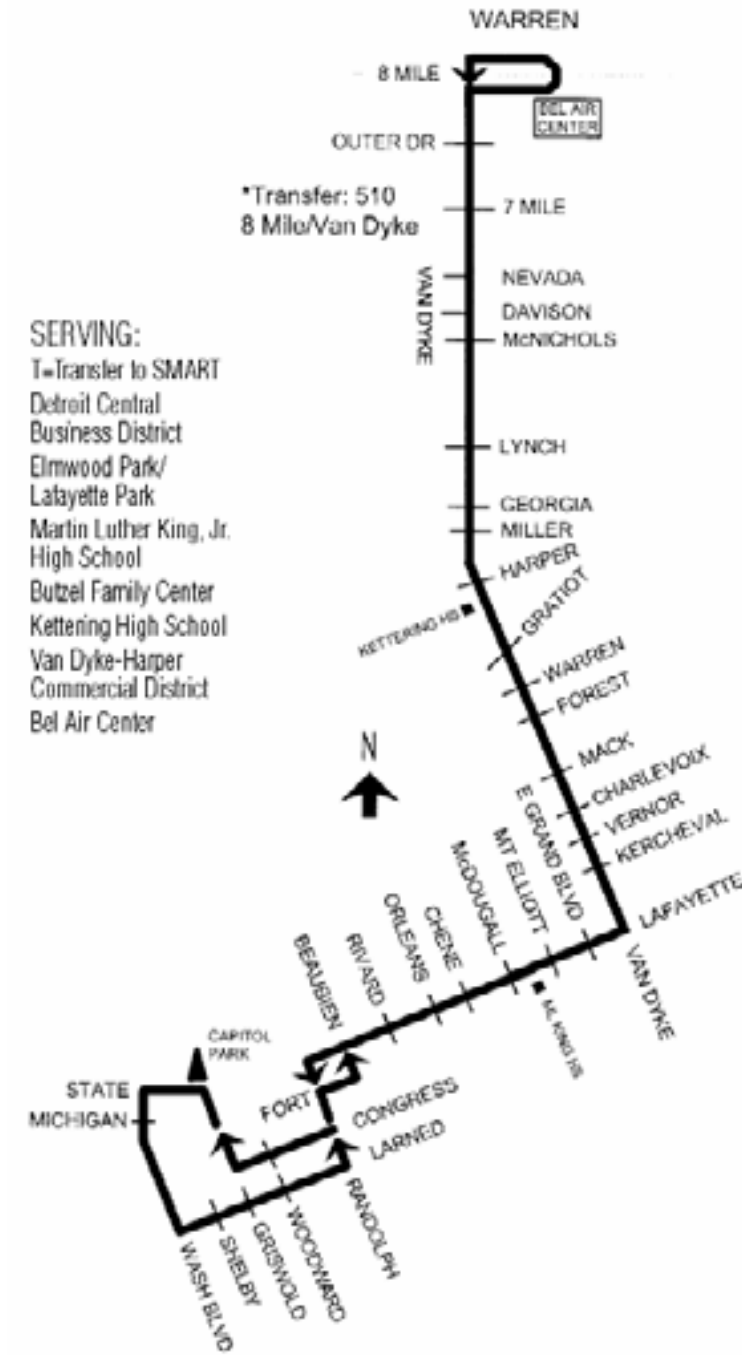 WARREN
8 MILE
BEL AIR
CENTER
OUTER DR
*Transfer: 510
8 Mile/Van Dyke
7 MILE
VAN DYKE
NEVADA
DAVISON
McNICHOLS
SERVING:
T=Transfer to SMART
Detroit Central
Business District
Elmwood Park/
Lafayette Park
Martin Luther King, Jr.
High School
Butzel Family Center
Kettering High School
Van Dyke-Harper
Commercial District
Bel Air Center
LYNCH
GEORGIA
MILLER
HARPER
KETTERING HS
GRATIOT
WARREN
FOREST
N
MACK
CHARLEVOIX
VERNOR
KERCHEVAL
E GRAND BLVD
MT ELLIOTT
McDOUGALL
LAFAYETTE
VAN DYKE
CHENE
ORLEANS
RIVARD
BEAUBIEN
ML KING HS
CAPITOL
PARK
STATE
MICHIGAN
FORT
CONGRESS
LARNED
RANDOLPH
WOODWARD
GRISWOLD
SHELBY
WASH BLVD